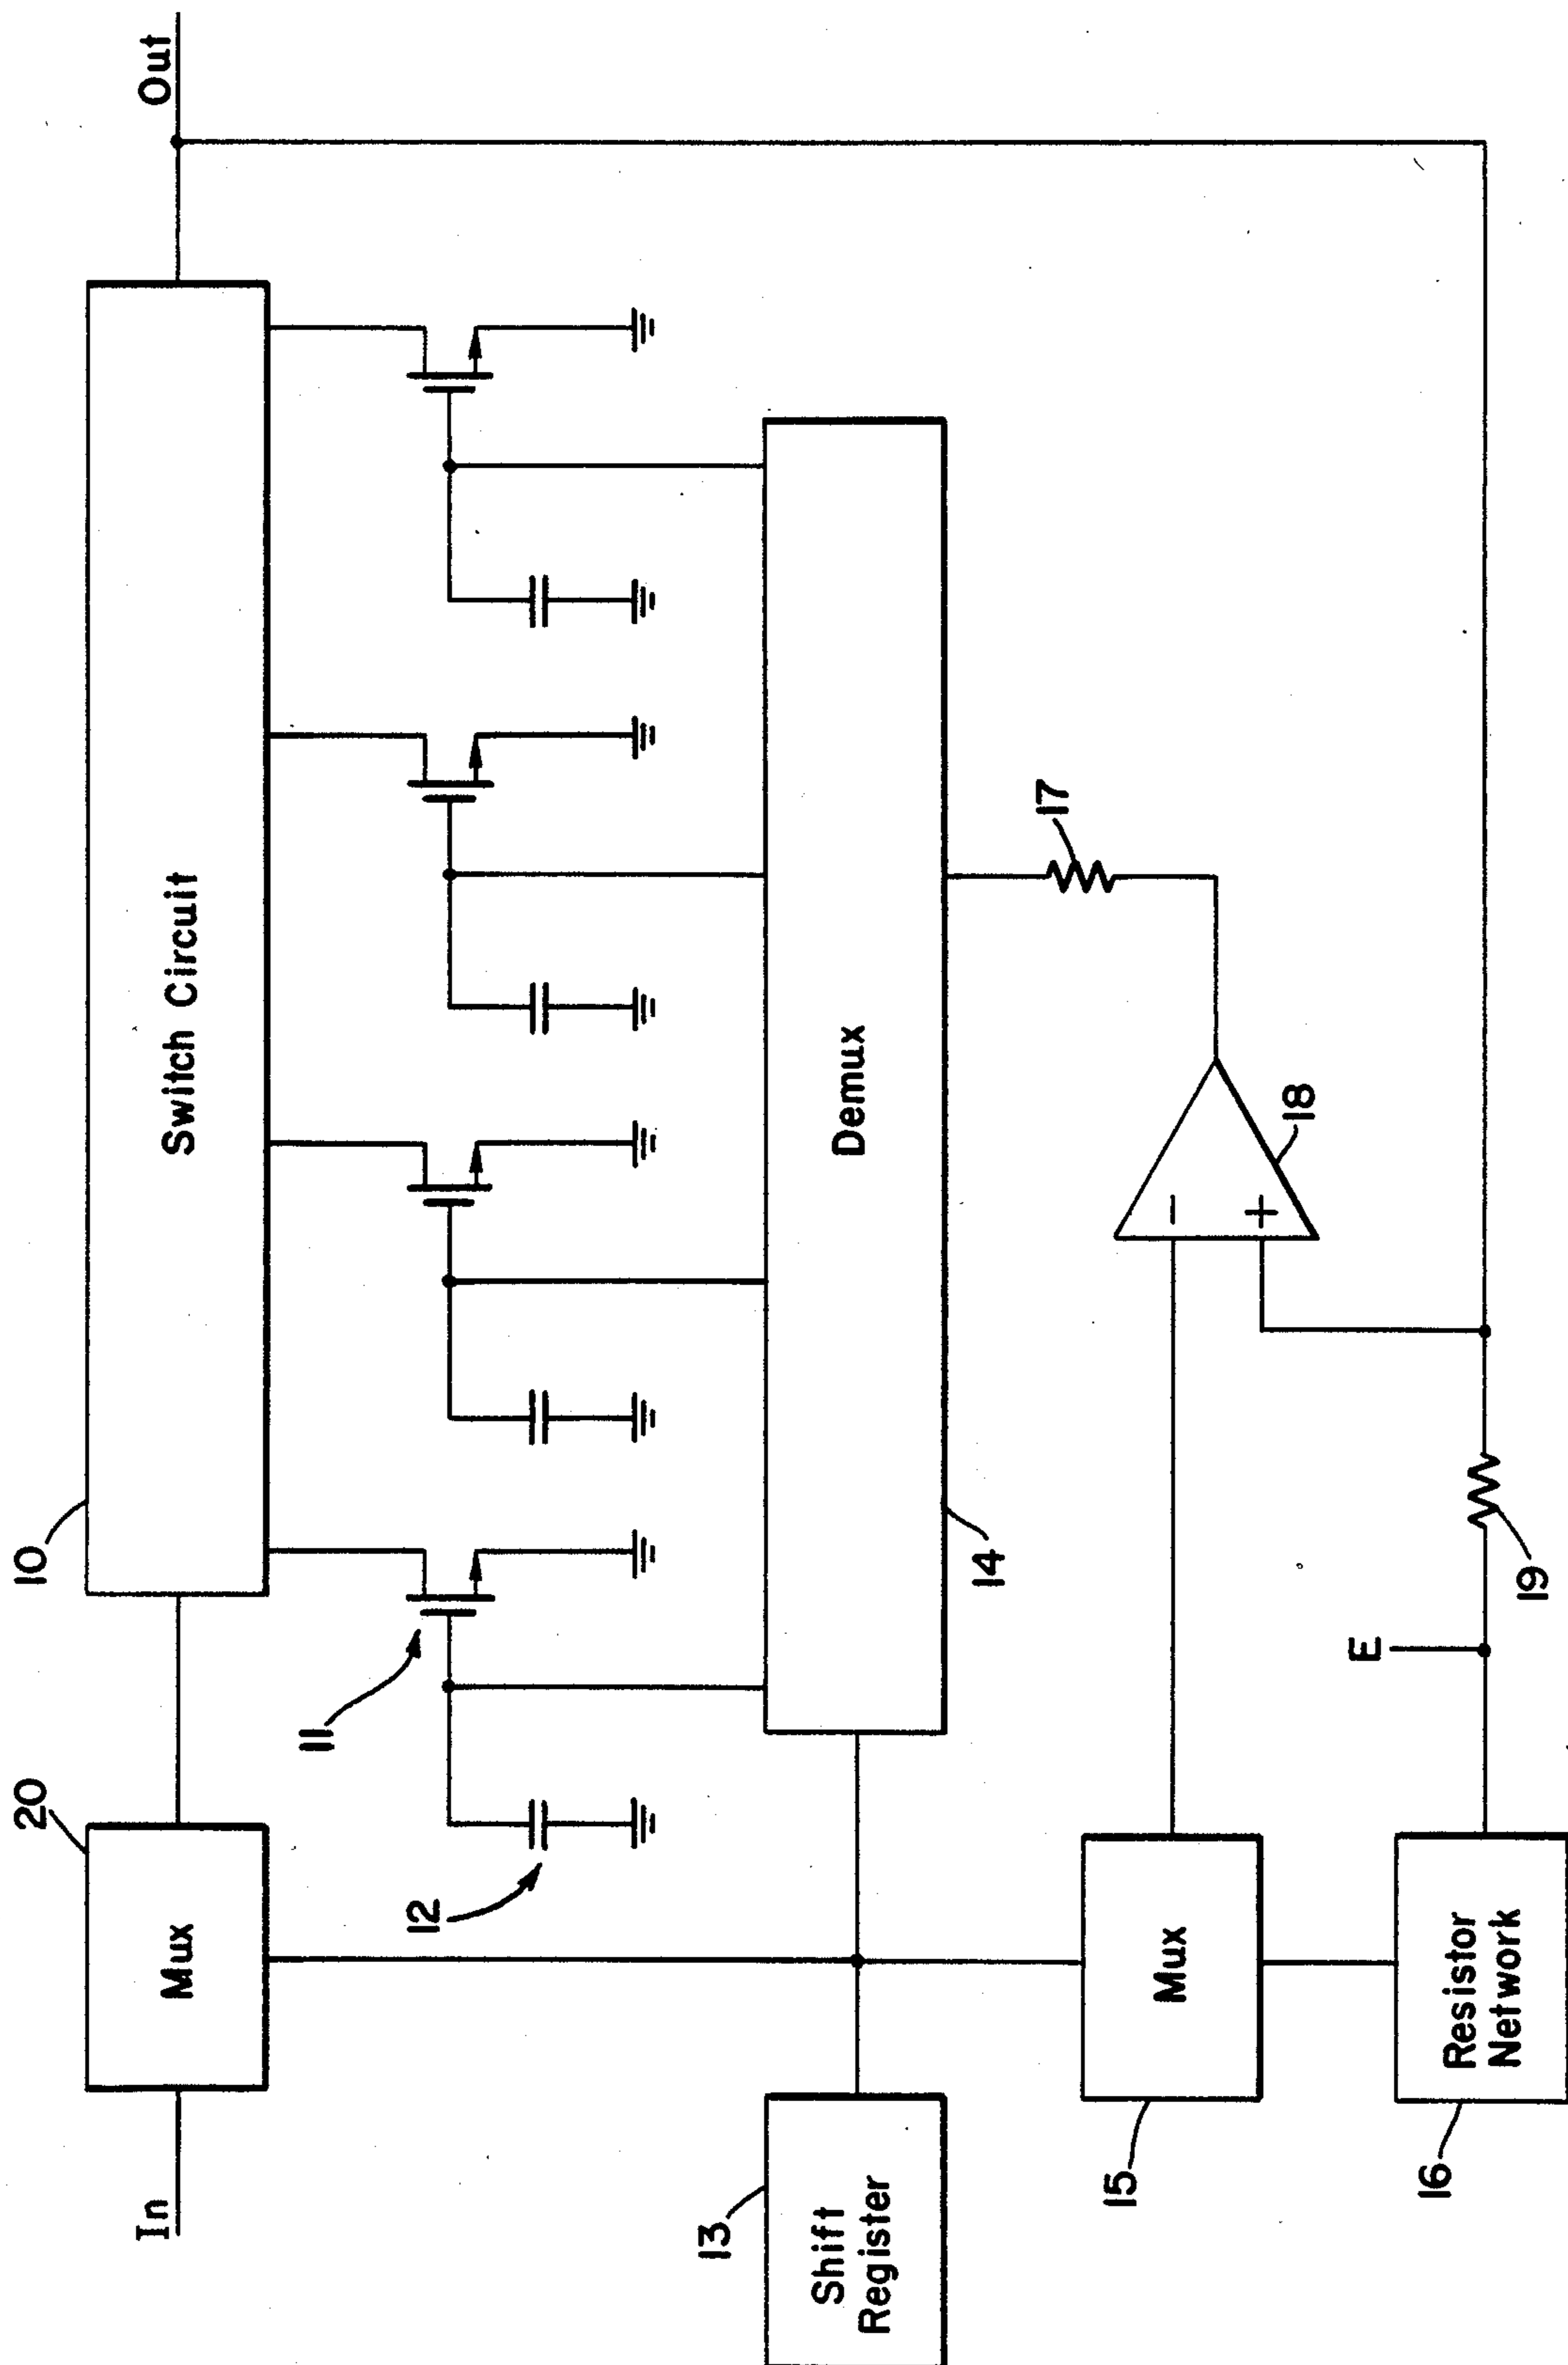 In
20
Mux
10
Switch Circuit
Out
11
12
13
Shift
Register
14
Demux
15
Mux
17
−
+
18
E
16
Resistor
Network
19